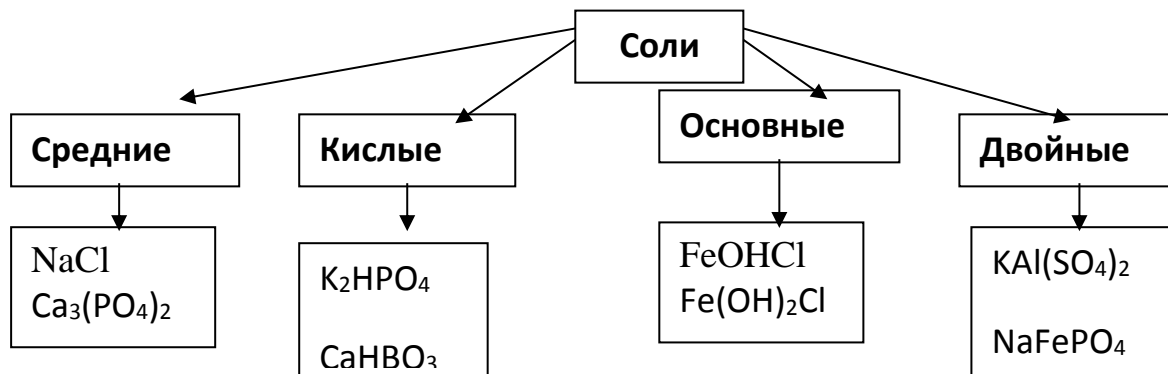 Соли
Средние
Кислые
Основные
Двойные
NaCl
Ca₃(PO₄)₂
K₂HPO₄
CaHBO₃
FeOHCl
Fe(OH)₂Cl
KAl(SO₄)₂
NaFePO₄